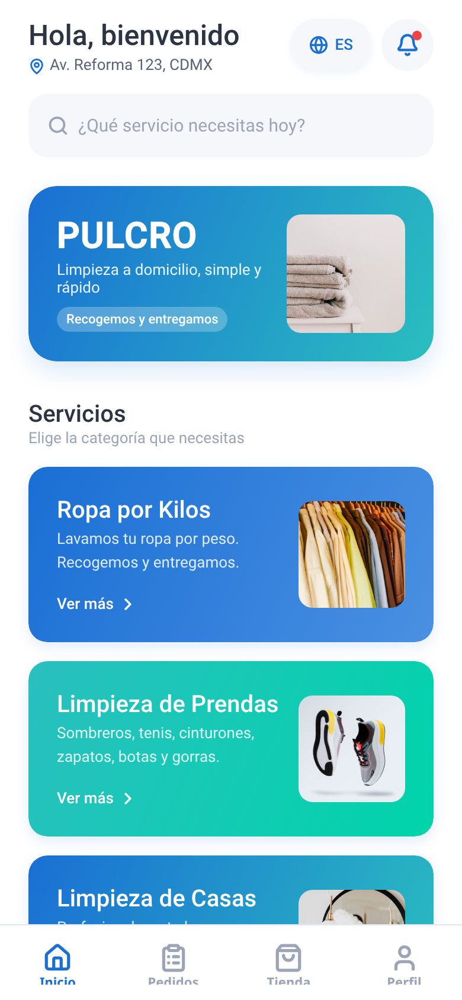 Hola, bienvenido
Av. Reforma 123, CDMX
ES
¿Qué servicio necesitas hoy?
PULCRO
Limpieza a domicilio, simple y
rápido
Recogemos y entregamos
Servicios
Elige la categoría que necesitas
Ropa por Kilos
Lavamos tu ropa por peso.
Recogemos y entregamos.
Ver más
Limpieza de Prendas
Sombreros, tenis, cinturones,
zapatos, botas y gorras.
Ver más
Limpieza de Casas
Inicio
Pedidos
Tienda
Perfil